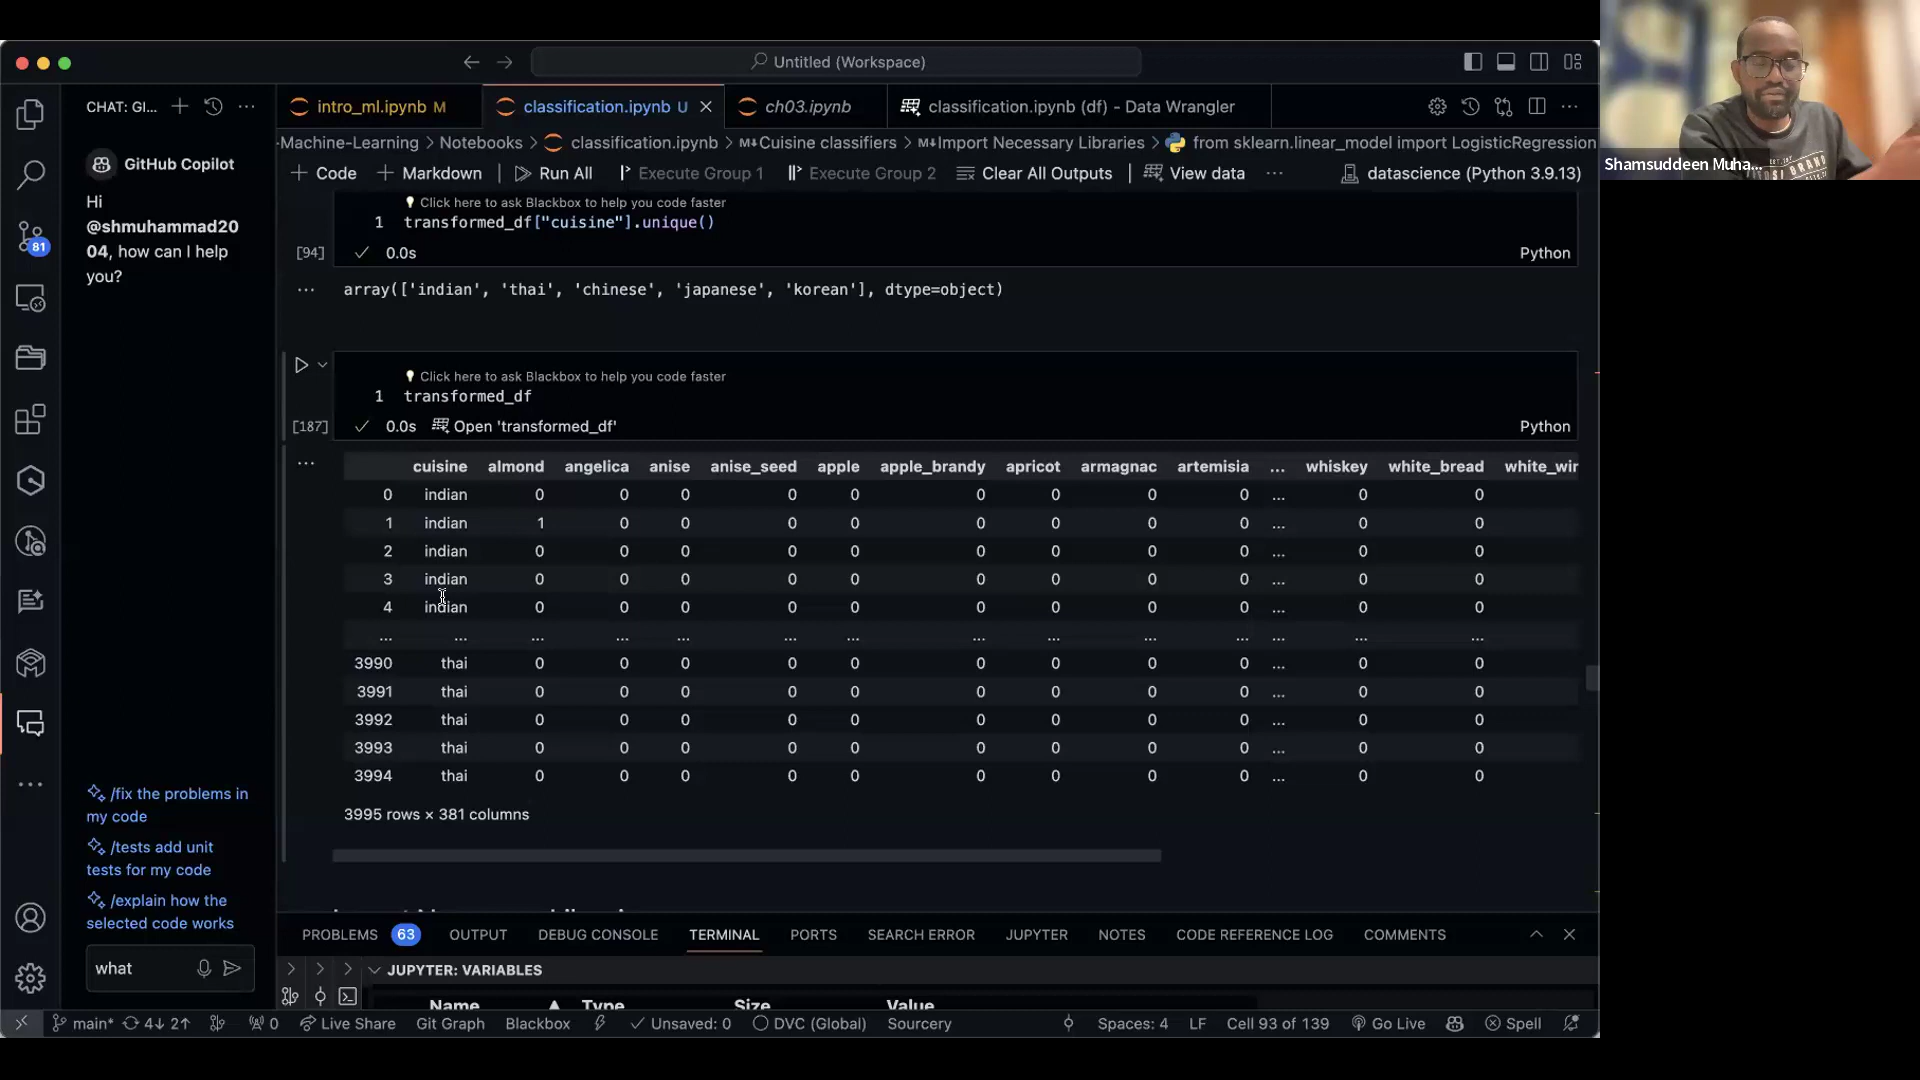 Untitled (Workspace)
CHAT: GI...
intro_ml.ipynb M
classification.ipynb U
ch03.ipynb
classification.ipynb (df) - Data Wrangler
-Machine-Learning > Notebooks > classification.ipynb > M↓Cuisine classifiers > M↓Import Necessary Libraries > from sklearn.linear_model import LogisticRegression
+ Code + Markdown Run All Execute Group 1 Execute Group 2 Clear All Outputs View data ... datascience (Python 3.9.13)
GitHub Copilot
Hi
@shmuhammad20
04, how can I help
you?
Click here to ask Blackbox to help you code faster
1 transformed_df["cuisine"].unique()
[94] 0.0s Python
array(['indian', 'thai', 'chinese', 'japanese', 'korean'], dtype=object)
Click here to ask Blackbox to help you code faster
1 transformed_df
[187] 0.0s Open 'transformed_df' Python
cuisine almond angelica anise anise_seed apple apple_brandy apricot armagnac artemisia ... whiskey white_bread white_wir
0 indian 0 0 0 0 0 0 0 0 0 ... 0 0
1 indian 1 0 0 0 0 0 0 0 0 ... 0 0
2 indian 0 0 0 0 0 0 0 0 0 ... 0 0
3 indian 0 0 0 0 0 0 0 0 0 ... 0 0
4 indian 0 0 0 0 0 0 0 0 0 ... 0 0
... ... ... ... ... ... ... ... ... ... ... ... ... ...
3990 thai 0 0 0 0 0 0 0 0 0 ... 0 0
3991 thai 0 0 0 0 0 0 0 0 0 ... 0 0
3992 thai 0 0 0 0 0 0 0 0 0 ... 0 0
3993 thai 0 0 0 0 0 0 0 0 0 ... 0 0
3994 thai 0 0 0 0 0 0 0 0 0 ... 0 0
3995 rows × 381 columns
81
/fix the problems in
my code
/tests add unit
tests for my code
/explain how the
selected code works
what
PROBLEMS 63 OUTPUT DEBUG CONSOLE TERMINAL PORTS SEARCH ERROR JUPYTER NOTES CODE REFERENCE LOG COMMENTS
JUPYTER: VARIABLES
Name Type Size Value
main* 4↓ 2↑ 0 Live Share Git Graph Blackbox Unsaved: 0 DVC (Global) Sourcery Spaces: 4 LF Cell 93 of 139 Go Live Spell
Shamsuddeen Muha...